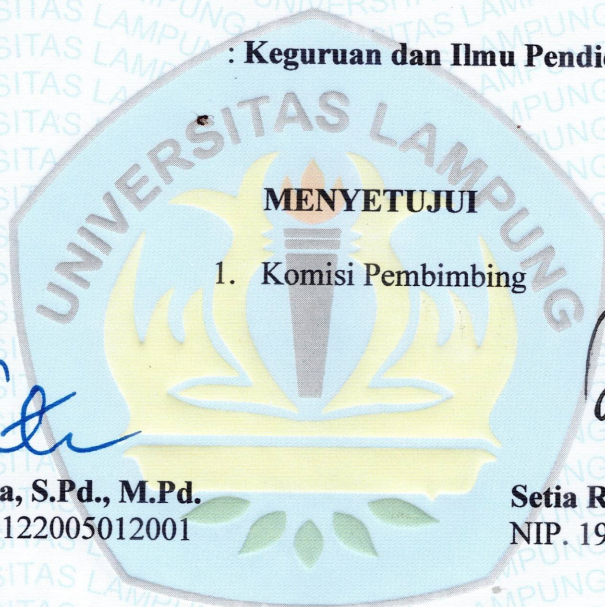 : Keguruan dan Ilmu Pendi
UNIVERSITAS LAMPUNG
MENYETUJUI
1. Komisi Pembimbing
a, S.Pd., M.Pd.
122005012001
Setia R
NIP. 19